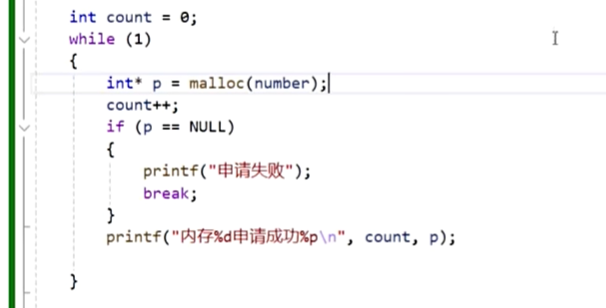 int count = 0;
while (1)
{
int* p = malloc(number);
count++;
if (p == NULL)
{
printf("申请失败");
break;
}
printf("内存%d申请成功%p\n", count, p);
}